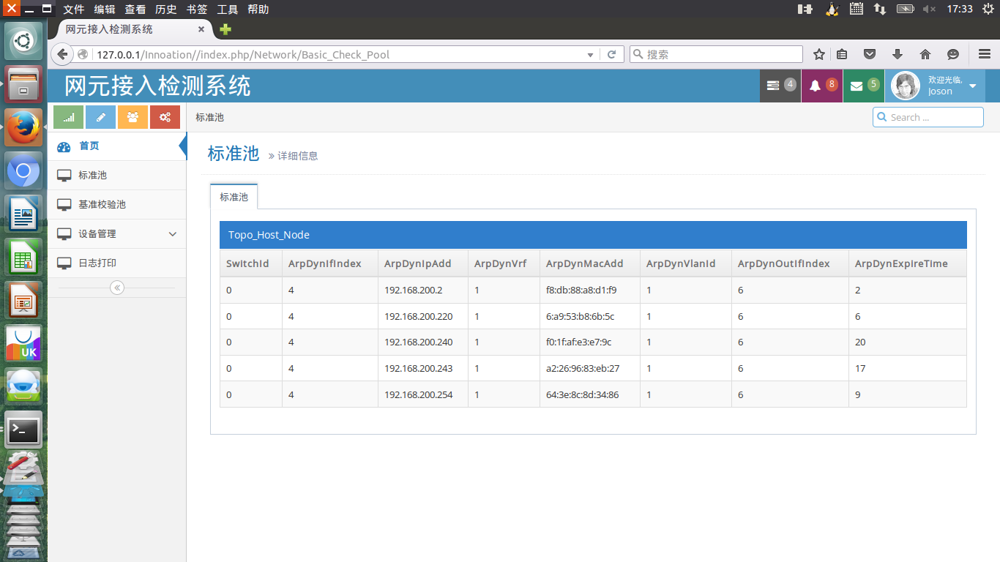 文件 编辑 查看 历史 书签 工具 帮助
17:33
网元接入检测系统
127.0.0.1/Innoation//index.php/Network/Basic_Check_Pool
搜索
网元接入检测系统
4
8
5
欢迎光临,
Joson
标准池
Search ...
首页
标准池
基准校验池
设备管理
日志打印
标准池 详细信息
标准池
Topo_Host_Node
SwitchId ArpDynIfIndex ArpDynIpAdd ArpDynVrf ArpDynMacAdd ArpDynVlanId ArpDynOutIfIndex ArpDynExpireTime
0 4 192.168.200.2 1 f8:db:88:a8:d1:f9 1 6 2
0 4 192.168.200.220 1 6:a9:53:b8:6b:5c 1 6 6
0 4 192.168.200.240 1 f0:1f:af:e3:e7:9c 1 6 20
0 4 192.168.200.243 1 a2:26:96:83:eb:27 1 6 17
0 4 192.168.200.254 1 64:3e:8c:8d:34:86 1 6 9
UK